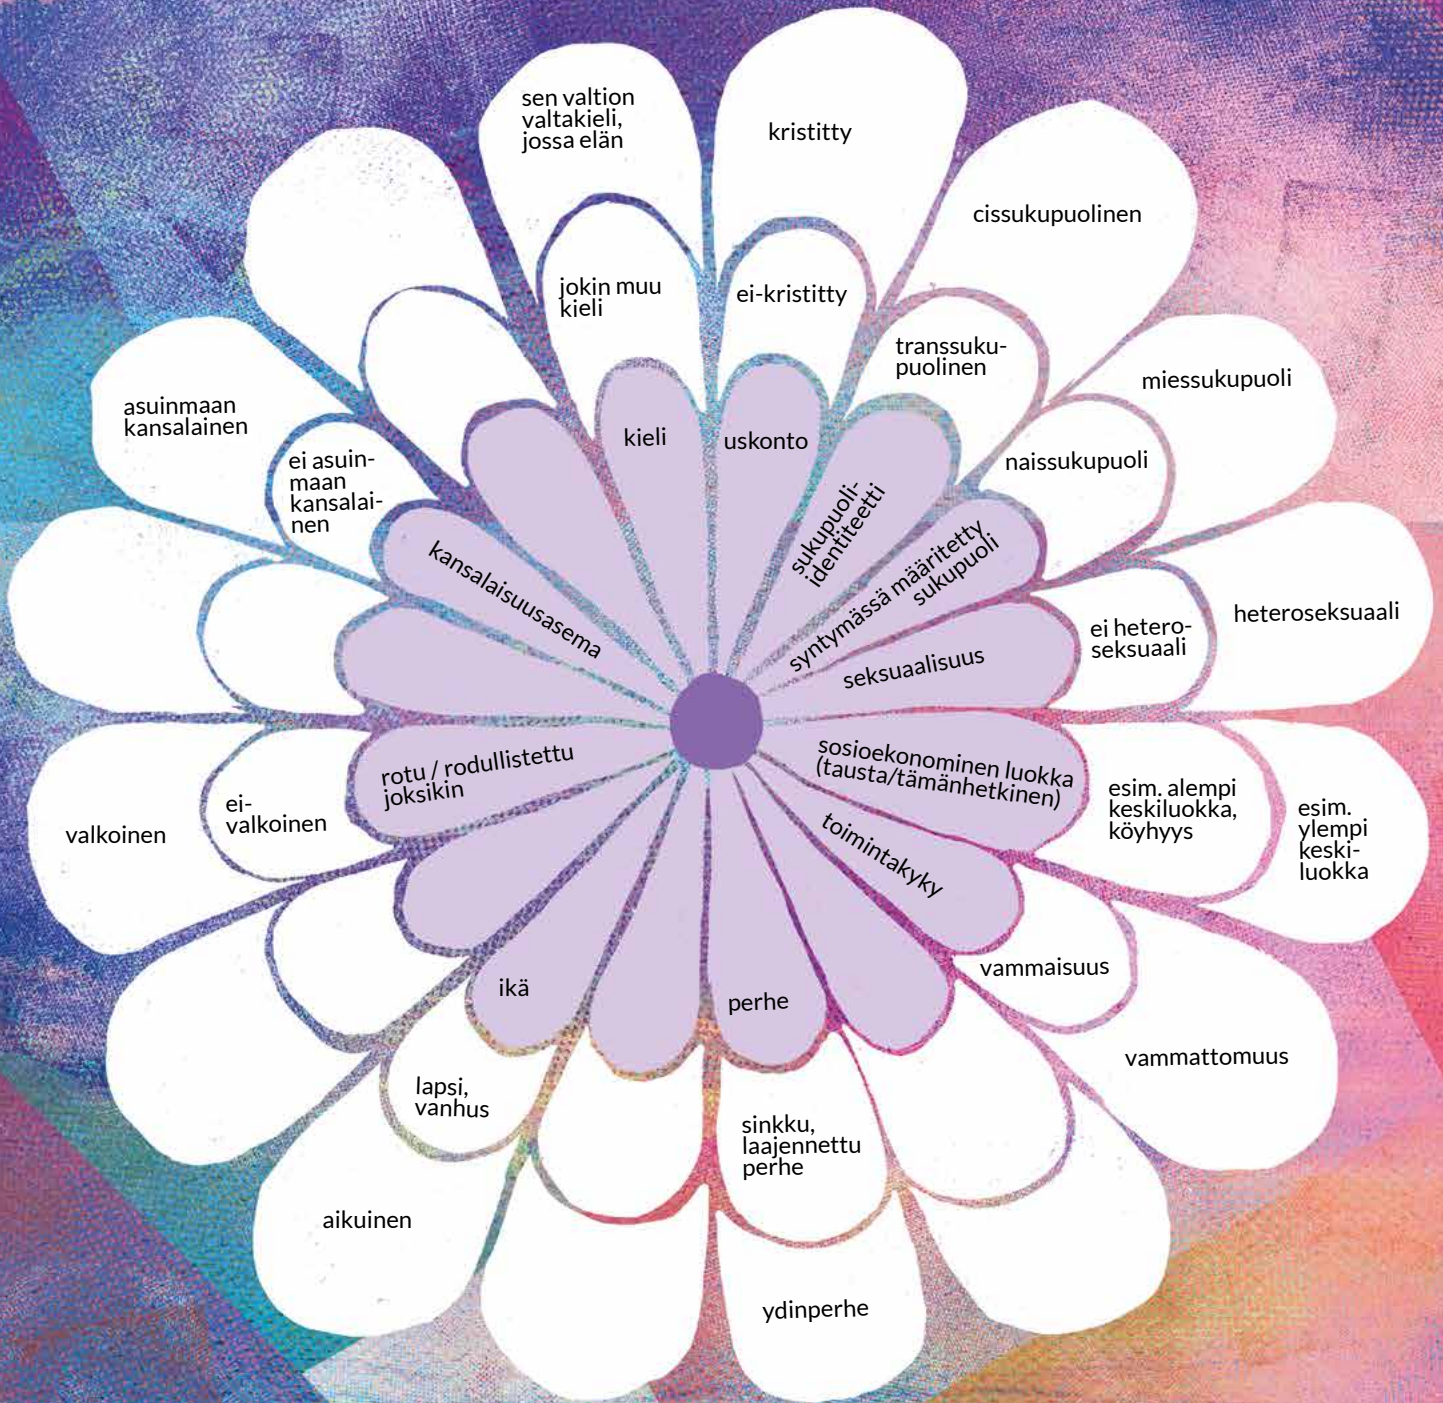 sen valtion
valtakieli,
jossa elän
jokin muu
kieli
kieli
kristitty
ei-kristitty
uskonto
cissukupuolinen
transsuku-
puolinen
sukupuoli-
identiteetti
miessukupuoli
naissukupuoli
syntymässä määritetty
sukupuoli
heteroseksuaali
ei hetero-
seksuaali
seksuaalisuus
esim.
ylempi
keski-
luokka
esim. alempi
keskiluokka,
köyhyys
sosioekonominen luokka
(tausta/tämänhetkinen)
vammattomuus
vammaisuus
toimintakyky
ydinperhe
sinkku,
laajennettu
perhe
perhe
aikuinen
lapsi,
vanhus
ikä
valkoinen
ei-
valkoinen
rotu / rodullistettu
joksikin
asuinmaan
kansalainen
ei asuin-
maan
kansalai-
nen
kansalaisuusasema